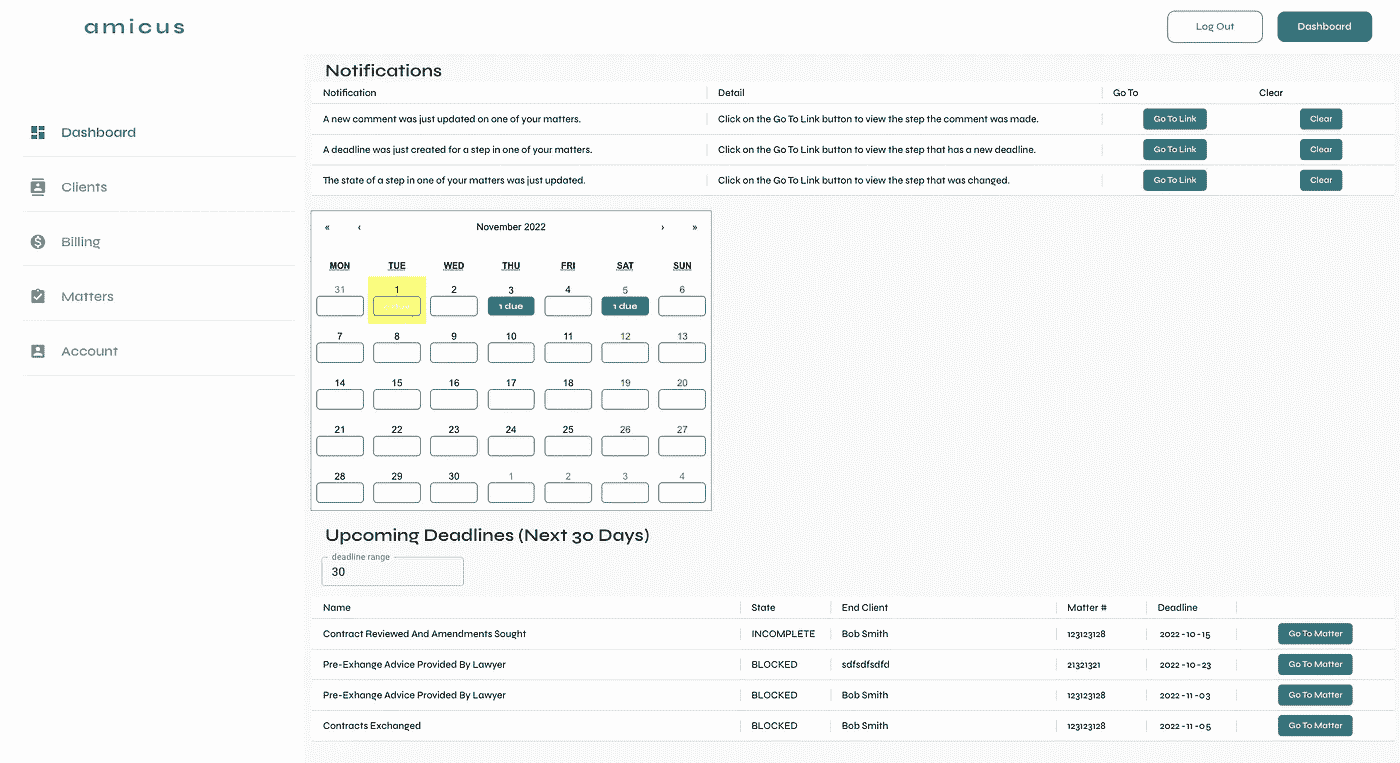 amicus
Log Out
Dashboard
Dashboard
Clients
Billing
Matters
Account
Notifications
Notification Detail Go To Clear
A new comment was just updated on one of your matters. Click on the Go To Link button to view the step the comment was made. Go To Link Clear
A deadline was just created for a step in one of your matters. Click on the Go To Link button to view the step that has a new deadline. Go To Link Clear
The state of a step in one of your matters was just updated. Click on the Go To Link button to view the step that was changed. Go To Link Clear
« ‹ November 2022 › »
MON TUE WED THU FRI SAT SUN
31 1 2 3 4 5 6
1 due 1 due
7 8 9 10 11 12 13
14 15 16 17 18 19 20
21 22 23 24 25 26 27
28 29 30 1 2 3 4
Upcoming Deadlines (Next 30 Days)
deadline range
30
Name State End Client Matter # Deadline
Contract Reviewed And Amendments Sought INCOMPLETE Bob Smith 123123128 2022-10-15 Go To Matter
Pre-Exhange Advice Provided By Lawyer BLOCKED sdfsfdsfd 21321321 2022-10-23 Go To Matter
Pre-Exhange Advice Provided By Lawyer BLOCKED Bob Smith 123123128 2022-11-03 Go To Matter
Contracts Exchanged BLOCKED Bob Smith 123123128 2022-11-05 Go To Matter